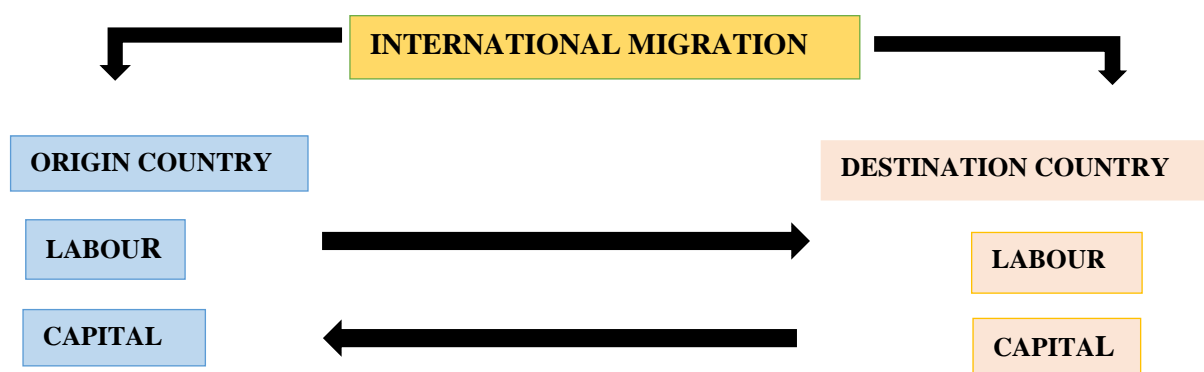 INTERNATIONAL MIGRATION
ORIGIN COUNTRY
DESTINATION COUNTRY
LABOUR
LABOUR
CAPITAL
CAPITAL